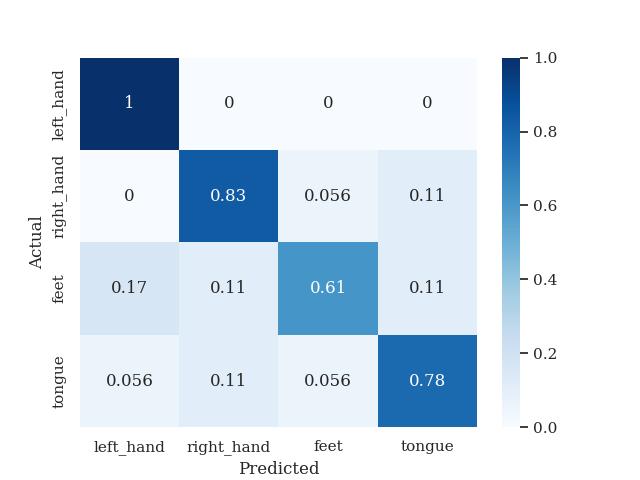 Actual
left_hand
right_hand
feet
tongue
1 0 0 0
0 0.83 0.056 0.11
0.17 0.11 0.61 0.11
0.056 0.11 0.056 0.78
left_hand right_hand feet tongue
Predicted
1.0
0.8
0.6
0.4
0.2
0.0